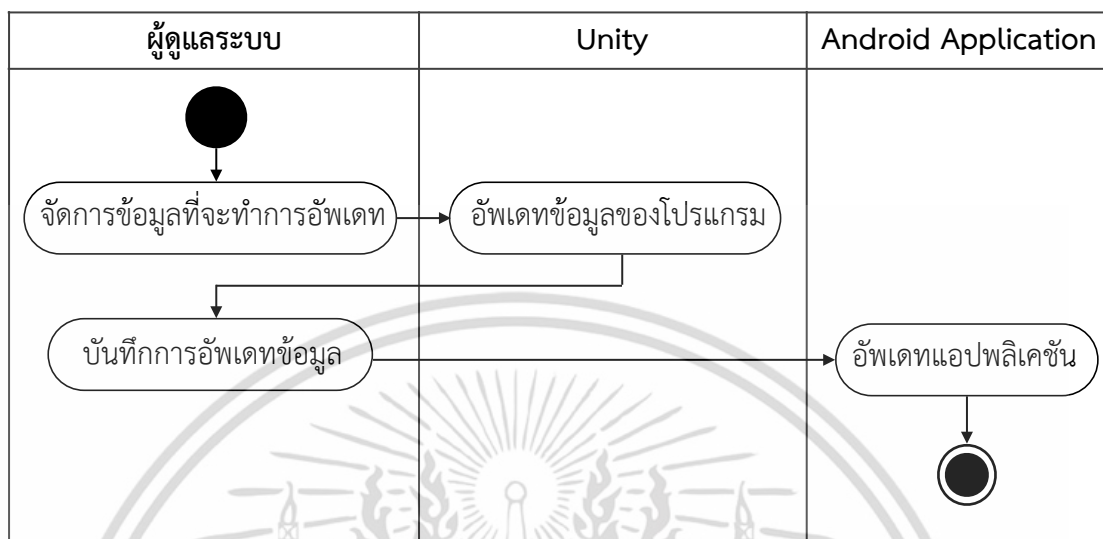 ผู้ดูแลระบบ
Unity
Android Application
จัดการข้อมูลที่จะทำการอัพเดท
อัพเดทข้อมูลของโปรแกรม
บันทึกการอัพเดทข้อมูล
อัพเดทแอปพลิเคชัน